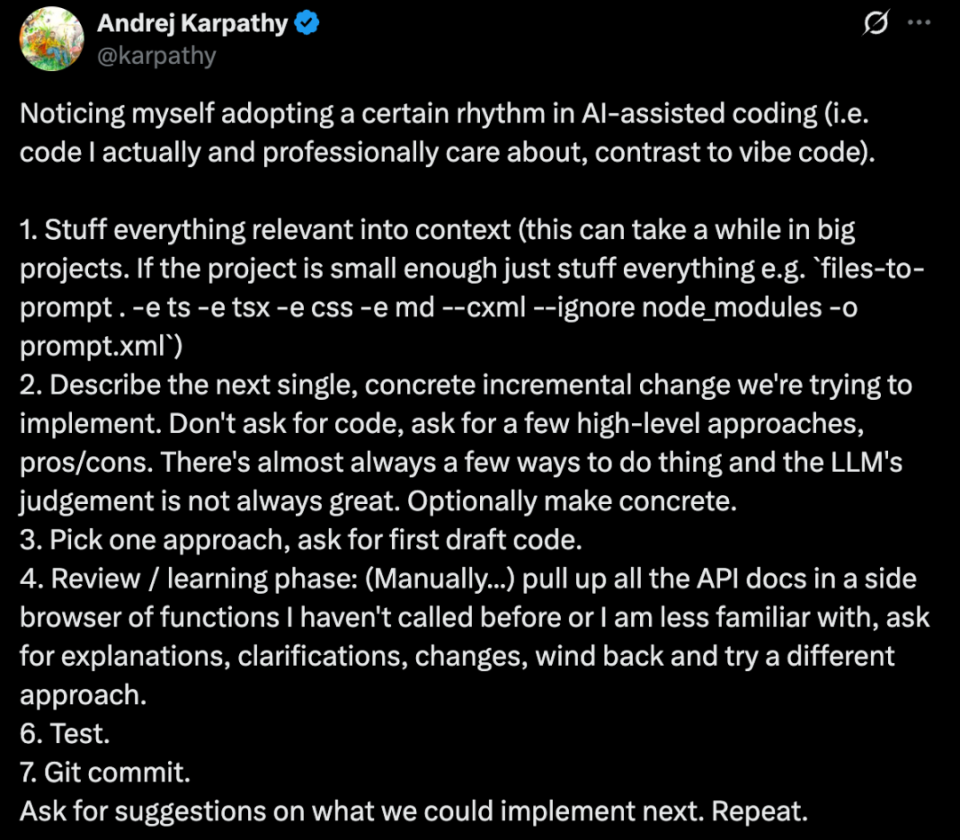 Andrej Karpathy
@karpathy
Noticing myself adopting a certain rhythm in AI-assisted coding (i.e.
code I actually and professionally care about, contrast to vibe code).
1. Stuff everything relevant into context (this can take a while in big
projects. If the project is small enough just stuff everything e.g. `files-to-
prompt . -e ts -e tsx -e css -e md --cxml --ignore node_modules -o
prompt.xml`)
2. Describe the next single, concrete incremental change we're trying to
implement. Don't ask for code, ask for a few high-level approaches,
pros/cons. There's almost always a few ways to do thing and the LLM's
judgement is not always great. Optionally make concrete.
3. Pick one approach, ask for first draft code.
4. Review / learning phase: (Manually...) pull up all the API docs in a side
browser of functions I haven't called before or I am less familiar with, ask
for explanations, clarifications, changes, wind back and try a different
approach.
6. Test.
7. Git commit.
Ask for suggestions on what we could implement next. Repeat.